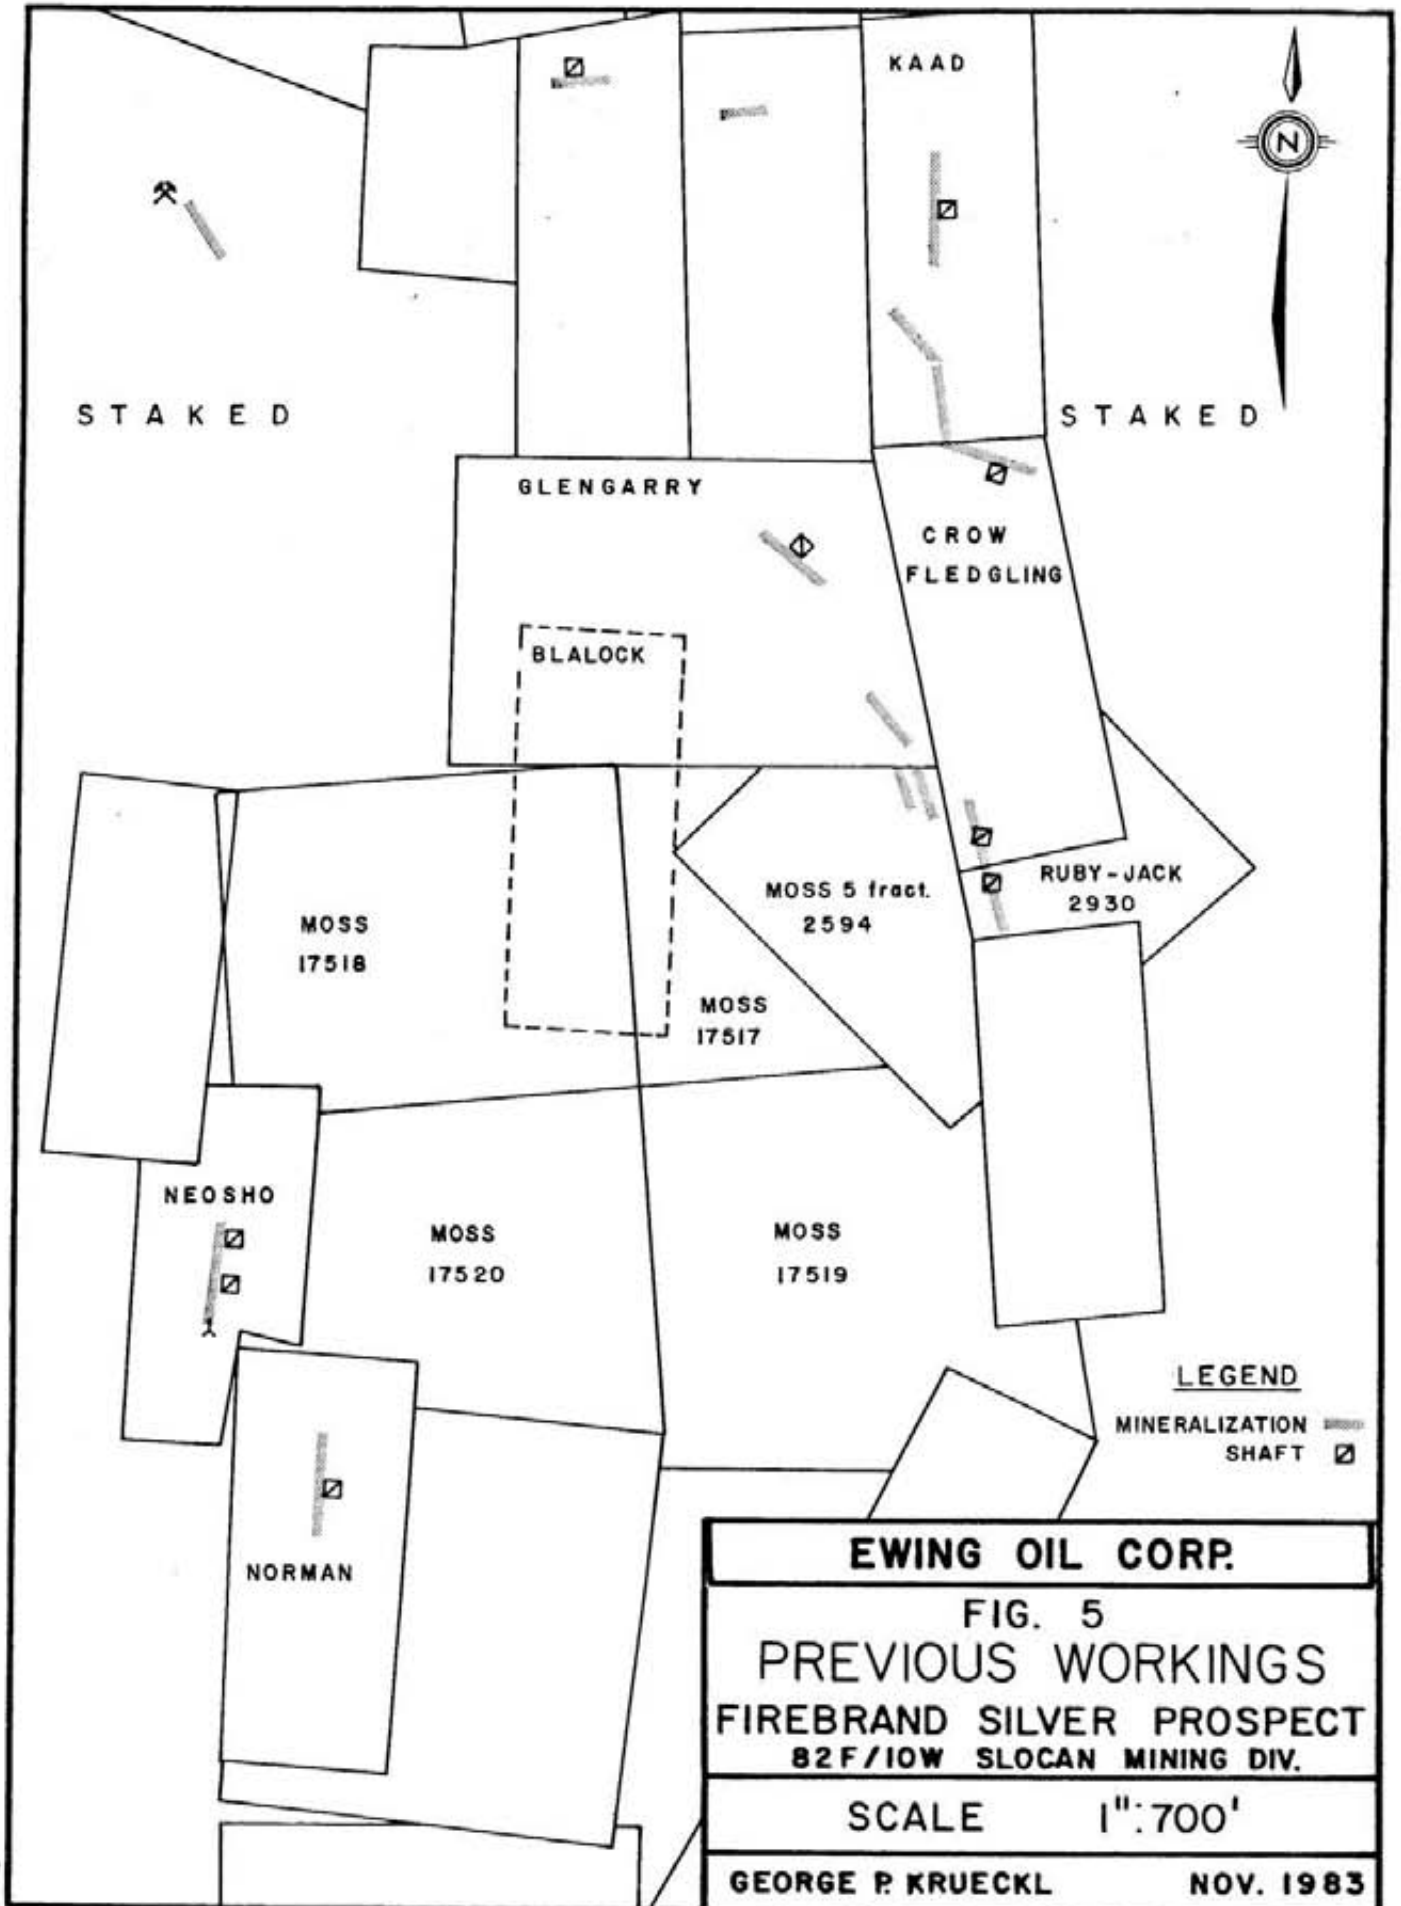 KAAD
N
STAKED
STAKED
GLENGARRY
CROW
FLEDGLING
BLALOCK
MOSS 5 fract.
2594
RUBY-JACK
2930
MOSS
17518
MOSS
17517
NEOSHO
MOSS
17520
MOSS
17519
LEGEND
MINERALIZATION
SHAFT
NORMAN
EWING OIL CORP.
FIG. 5
PREVIOUS WORKINGS
FIREBRAND SILVER PROSPECT
82F/10W SLOCAN MINING DIV.
SCALE 1":700'
GEORGE P. KRUECKL NOV. 1983